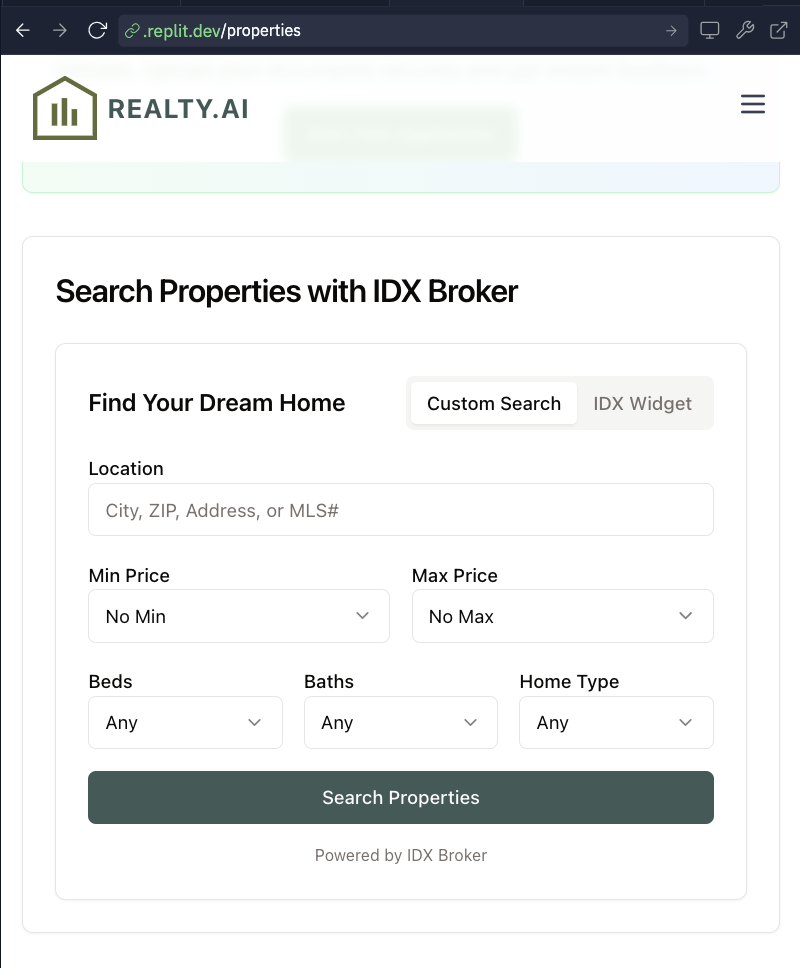 .replit.dev/properties
REALTY.AI
Search Properties with IDX Broker
Find Your Dream Home
Custom Search
IDX Widget
Location
City, ZIP, Address, or MLS#
Min Price
Max Price
No Min
No Max
Beds
Baths
Home Type
Any
Any
Any
Search Properties
Powered by IDX Broker